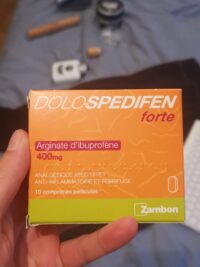 DOLOSPEDIFEN
forte
Arginate d'ibuprofène
400mg
ANALGÉSIQUE AVEC EFFET
ANTI-INFLAMMATOIRE ET FÉBRIFUGE
10 comprimés pelliculés
Zambon